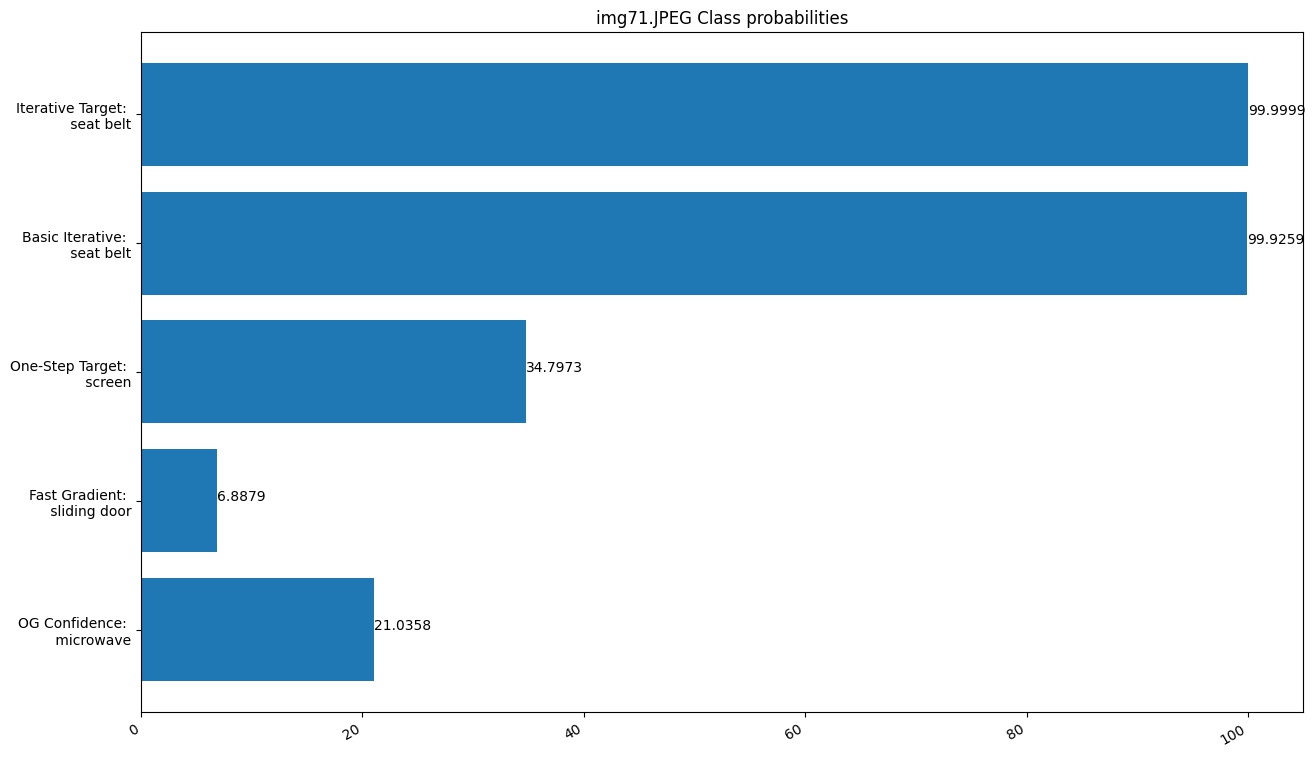 img71.JPEG Class probabilities
Iterative Target:
seat belt
99.9999
Basic Iterative:
seat belt
99.9259
One-Step Target:
screen
34.7973
Fast Gradient:
sliding door
6.8879
OG Confidence:
microwave
21.0358
0
20
40
60
80
100